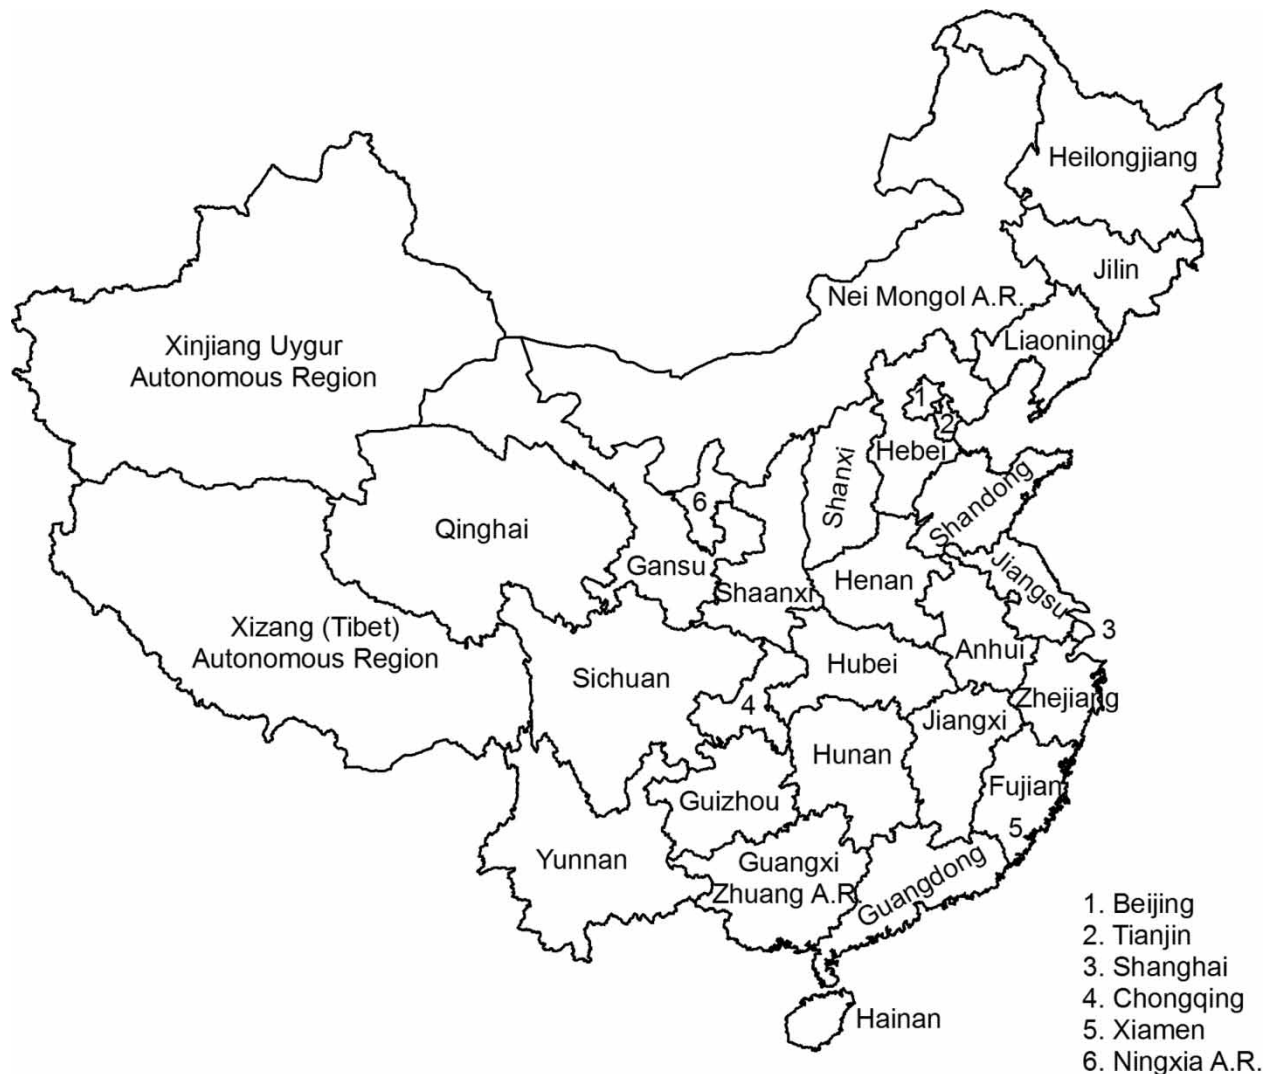 Heilongjiang
Jilin
Nei Mongol A.R.
Liaoning
Xinjiang Uygur
Autonomous Region
1
2
Hebei
Shanxi
Shandong
6
Qinghai
Gansu
Shaanxi
Henan
Jiangsu
Xizang (Tibet)
Autonomous Region
3
Sichuan
Hubei
Anhui
4
Zhejiang
Jiangxi
Hunan
Fujian
Guizhou
5
Yunnan
Guangxi
Zhuang A.R
Guangdong
Hainan
1. Beijing
2. Tianjin
3. Shanghai
4. Chongqing
5. Xiamen
6. Ningxia A.R.